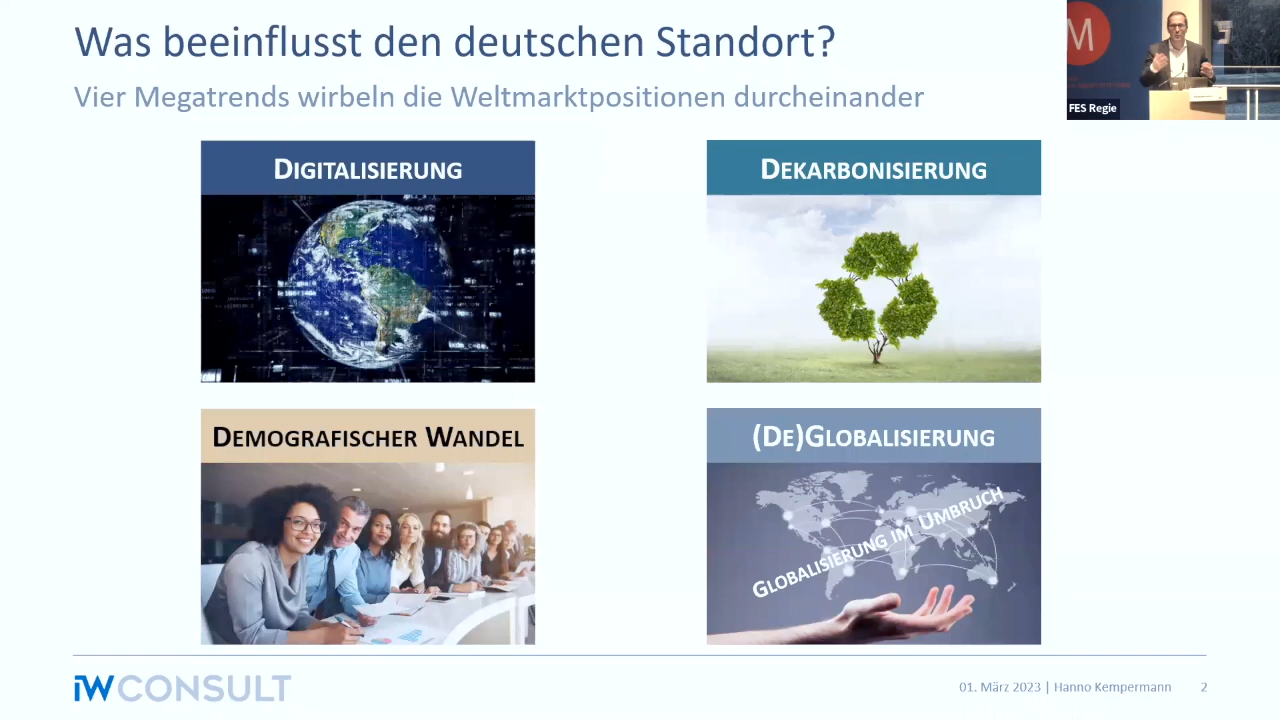 Was beeinflusst den deutschen Standort?
Vier Megatrends wirbeln die Weltmarktpositionen durcheinander
M
FES Regie
DIGITALISIERUNG
DEKARBONISIERUNG
DEMOGRAFISCHER WANDEL
(DE)GLOBALISIERUNG
GLOBALISIERUNG IM UMBRUCH
iW CONSULT
01. März 2023 | Hanno Kempermann 2